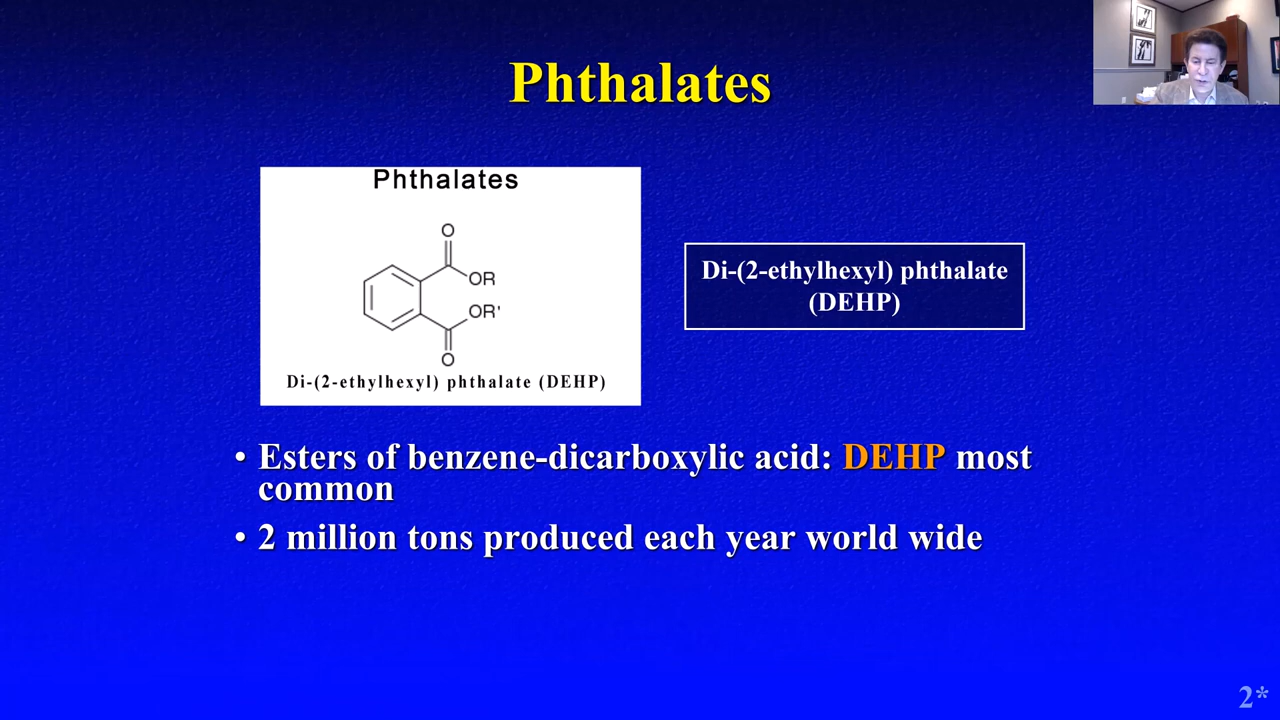 Phthalates
Phthalates
O
OR
OR'
O
Di-(2-ethylhexyl) phthalate (DEHP)
Di-(2-ethylhexyl) phthalate
(DEHP)
• Esters of benzene-dicarboxylic acid: DEHP most
common
• 2 million tons produced each year world wide
2*